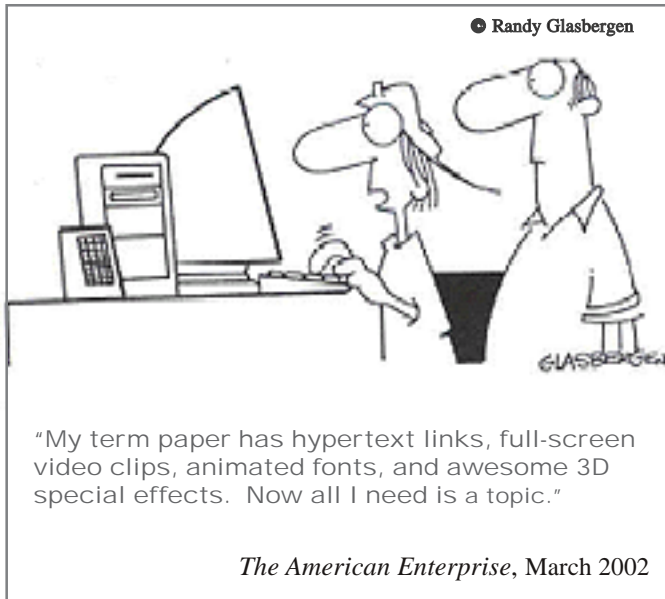 © Randy Glasbergen
GLASBERGEN
"My term paper has hypertext links, full-screen
video clips, animated fonts, and awesome 3D
special effects.  Now all I need is a topic."
The American Enterprise, March 2002